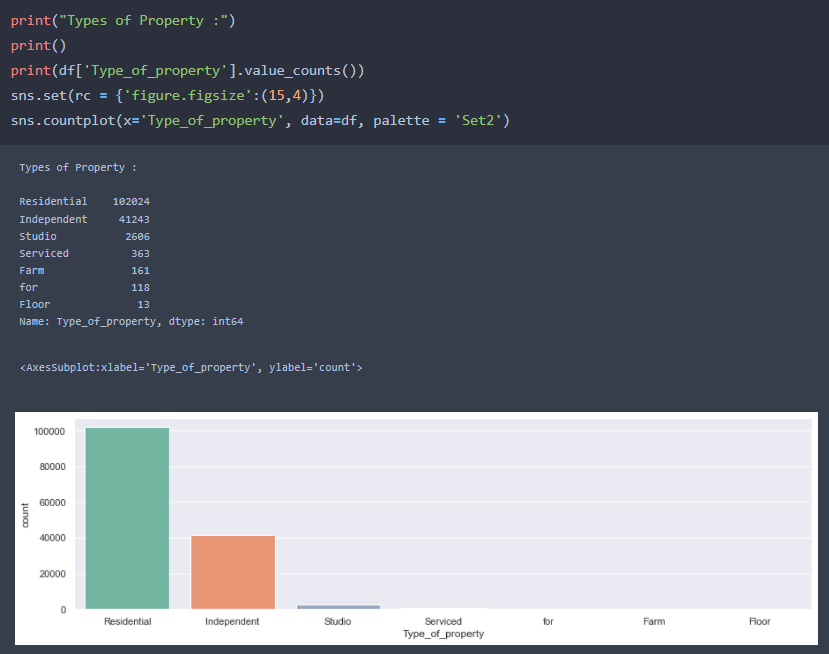 print("Types of Property :")
print()
print(df['Type_of_property'].value_counts())
sns.set(rc = {'figure.figsize':(15,4)})
sns.countplot(x='Type_of_property', data=df, palette = 'Set2')
Types of Property :
Residential 102024
Independent 41243
Studio 2606
Serviced 363
Farm 161
for 118
Floor 13
Name: Type_of_property, dtype: int64
<AxesSubplot:xlabel='Type_of_property', ylabel='count'>
100000
80000
60000
40000
20000
0
count
Residential Independent Studio Serviced for Farm Floor
Type_of_property